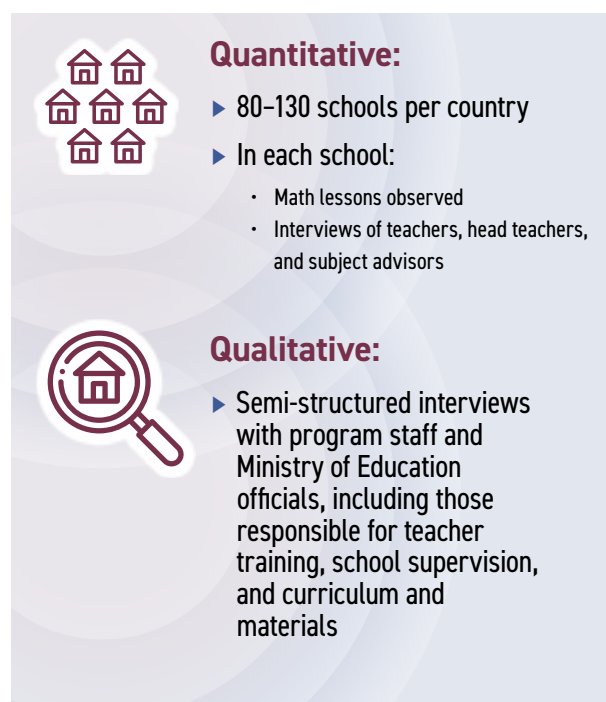 Quantitative:
▶ 80–130 schools per country
▶ In each school:
• Math lessons observed
• Interviews of teachers, head teachers,
and subject advisors
Qualitative:
▶ Semi-structured interviews
with program staff and
Ministry of Education
officials, including those
responsible for teacher
training, school supervision,
and curriculum and
materials